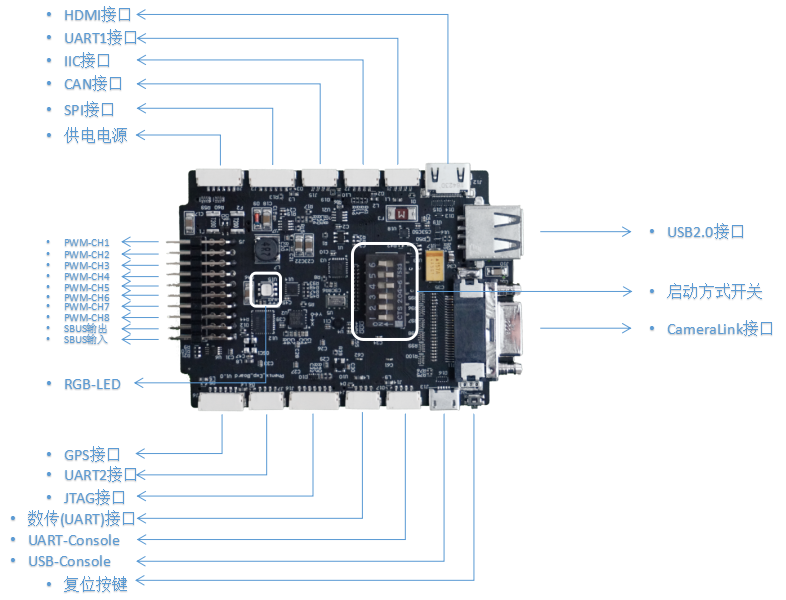 HDMI接口
UART1接口
IIC接口
CAN接口
SPI接口
供电电源
PWM-CH1
PWM-CH2
PWM-CH3
PWM-CH4
PWM-CH5
PWM-CH6
PWM-CH7
PWM-CH8
SBUS输出
SBUS输入
RGB-LED
USB2.0接口
启动方式开关
CameraLink接口
GPS接口
UART2接口
JTAG接口
数传(UART)接口
UART-Console
USB-Console
复位按键